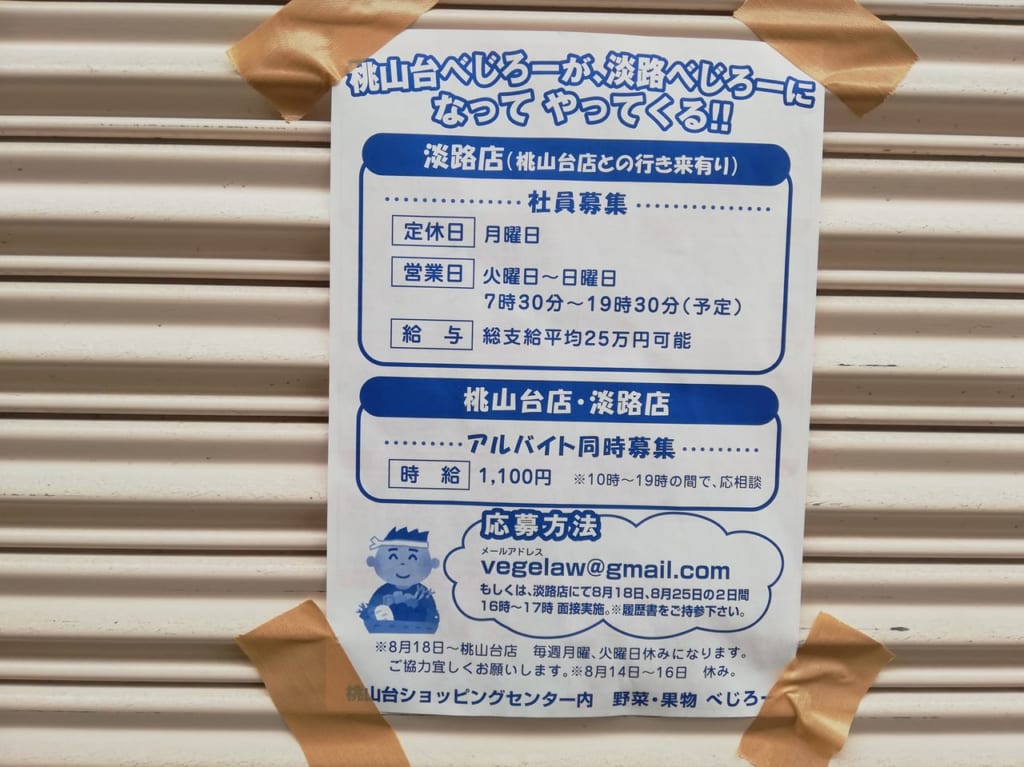 桃山台べじろーが、淡路べじろーに
なって やってくる!!
淡路店(桃山台店との行き来有り)
社員募集
定休日 月曜日
営業日 火曜日～日曜日
7時30分～19時30分(予定)
給与 総支給平均25万円可能
桃山台店・淡路店
アルバイト同時募集
時給 1,100円 ※10時～19時の間で、応相談
応募方法
メールアドレス
vegelaw@gmail.com
もしくは、淡路店にて8月18日、8月25日の2日間
16時～17時 面接実施。※履歴書をご持参下さい。
※8月18日～桃山台店 毎週月曜、火曜日休みになります。
ご協力宜しくお願いします。※8月14日～16日 休み。
桃山台ショッピングセンター内 野菜・果物 べじろー